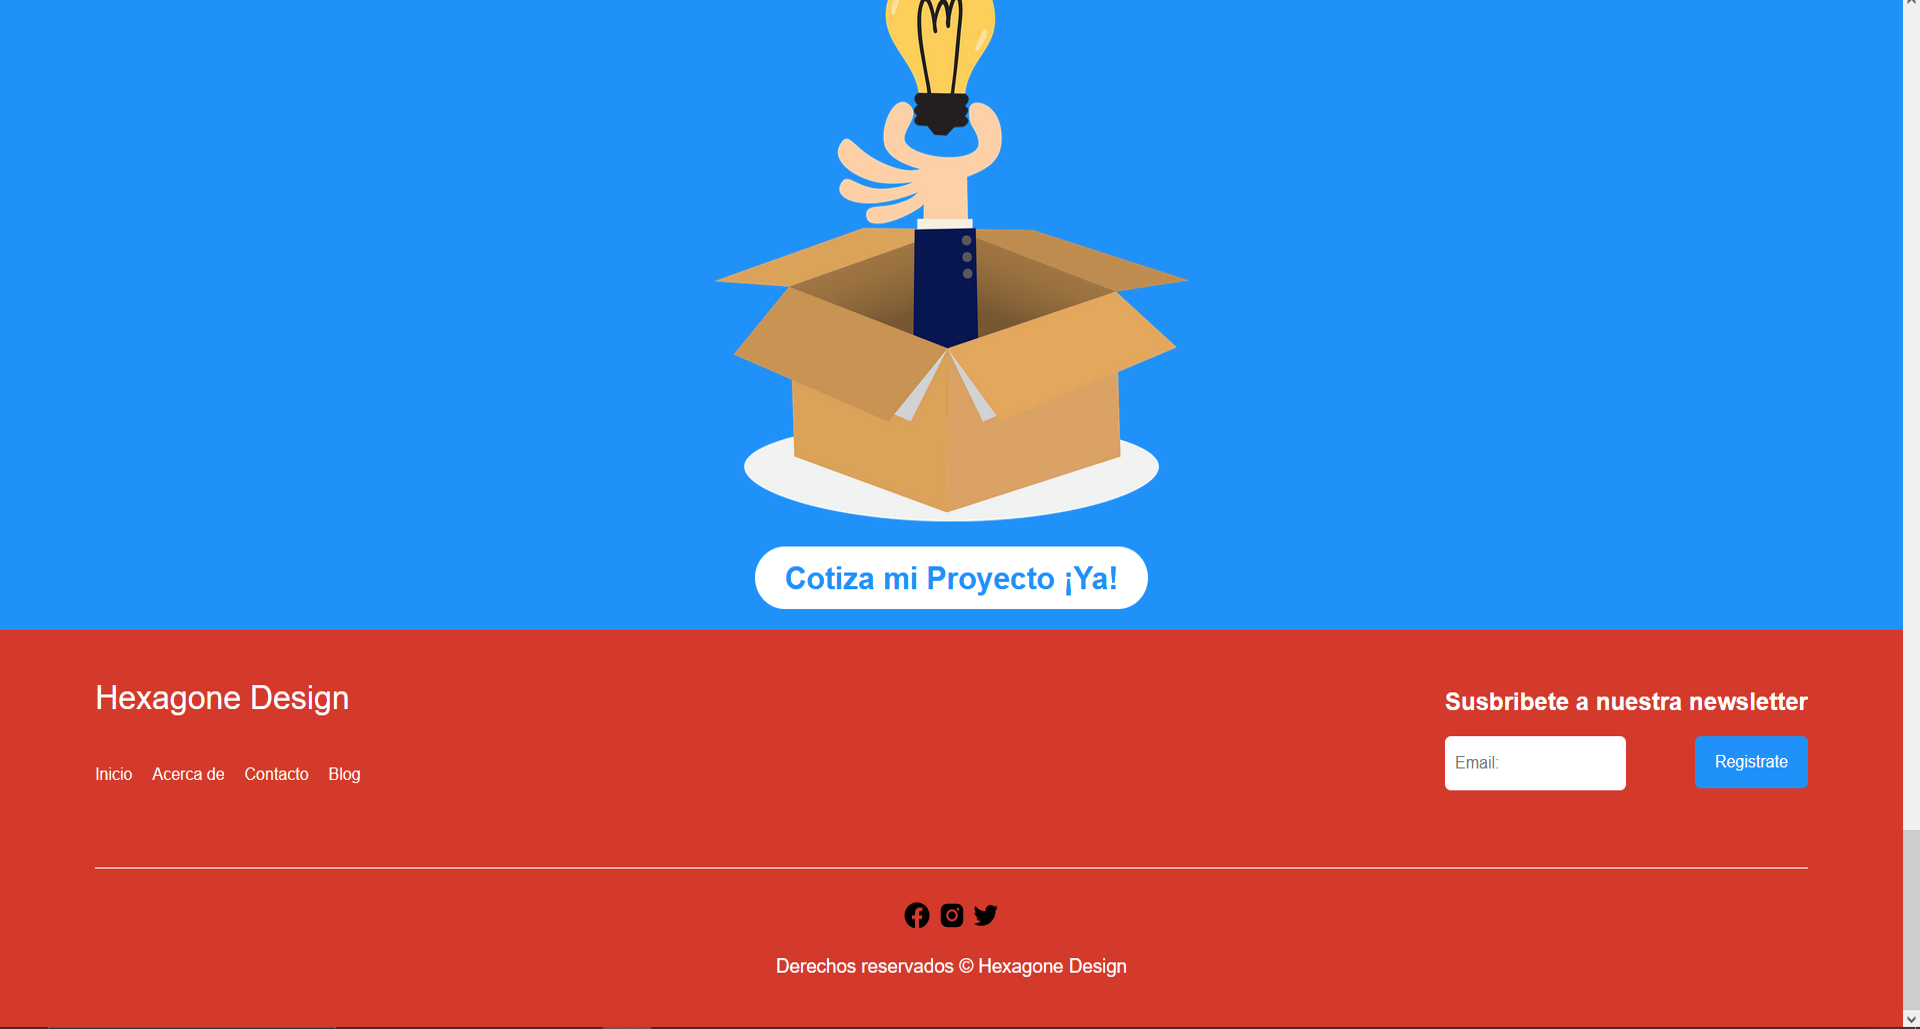 Cotiza mi Proyecto ¡Ya!
Hexagone Design
Inicio Acerca de Contacto Blog
Susbribete a nuestra newsletter
Email: Registrate
Derechos reservados © Hexagone Design